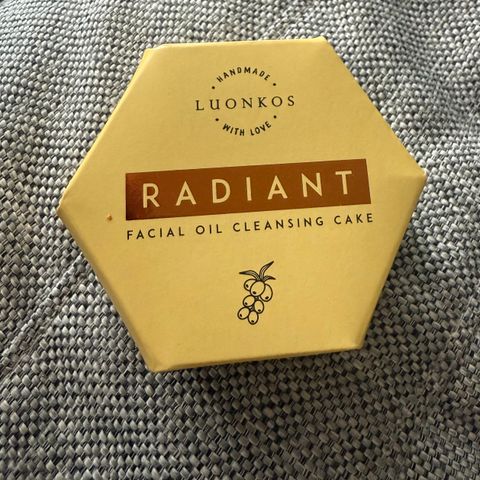 • HANDMADE •
LUONKOS
• WITH LOVE •
RADIANT
FACIAL OIL CLEANSING CAKE